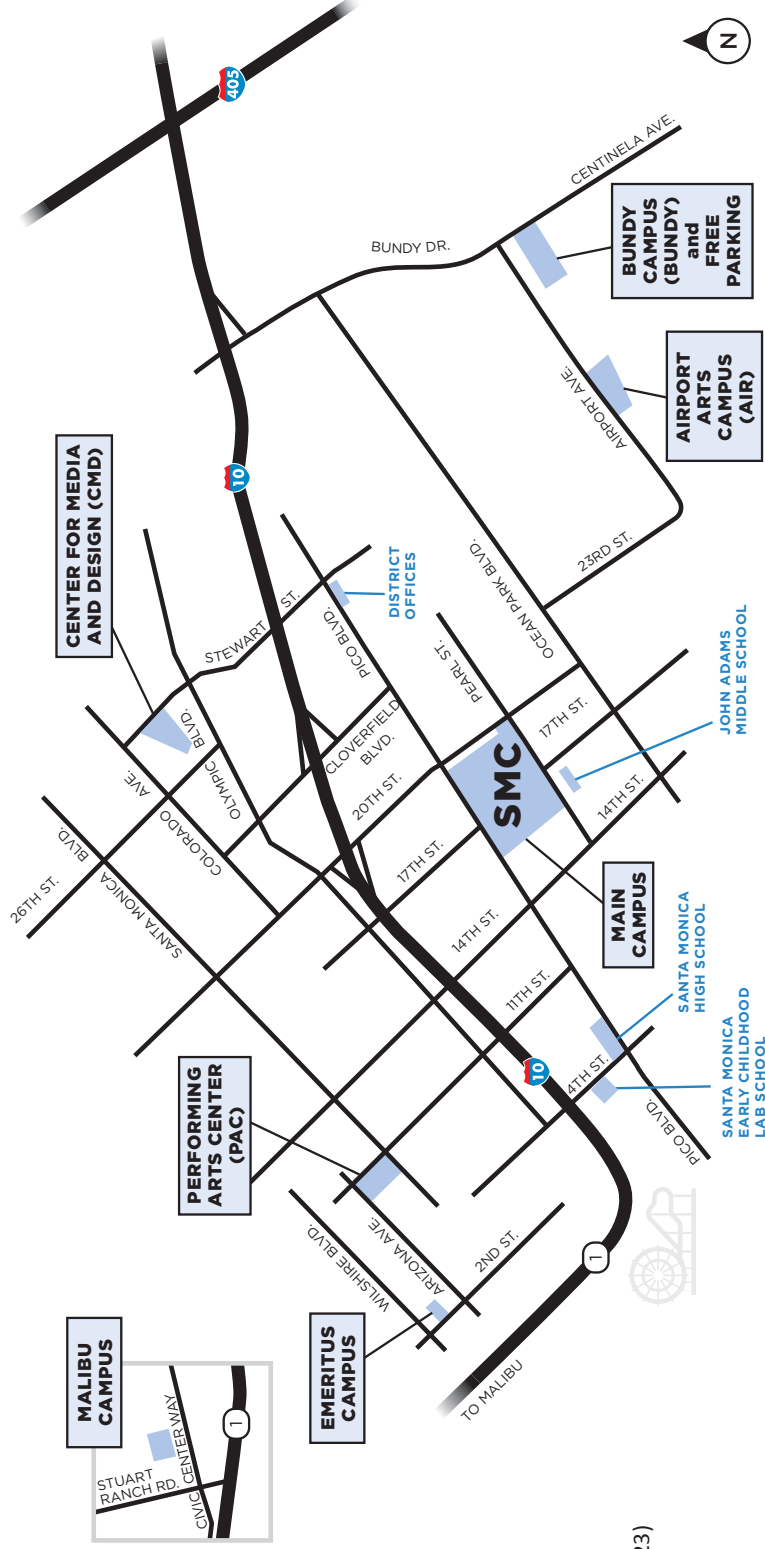 405
N
CENTINELA AVE.
BUNDY DR.
BUNDY
CAMPUS
(BUNDY)
and
FREE
PARKING
AIRPORT AVE.
AIRPORT
ARTS
CAMPUS
(AIR)
10
CENTER FOR MEDIA
AND DESIGN (CMD)
STEWART ST.
DISTRICT
OFFICES
PICO BLVD.
OCEAN PARK BLVD.
23RD ST.
PEARL ST.
JOHN ADAMS
MIDDLE SCHOOL
OLYMPIC BLVD.
CLOVERFIELD
BLVD.
COLORADO AVE.
20TH ST.
17TH ST.
17TH ST.
SMC
14TH ST.
14TH ST.
26TH ST.
SANTA MONICA BLVD.
MAIN
CAMPUS
11TH ST.
SANTA MONICA
HIGH SCHOOL
10
4TH ST.
SANTA MONICA
EARLY CHILDHOOD
LAB SCHOOL
PICO BLVD.
PERFORMING
ARTS CENTER
(PAC)
ARIZONA AVE.
WILSHIRE BLVD.
2ND ST.
1
EMERITUS
CAMPUS
TO MALIBU
MALIBU
CAMPUS
STUART
RANCH RD.
CIVIC CENTER WAY
1
23)